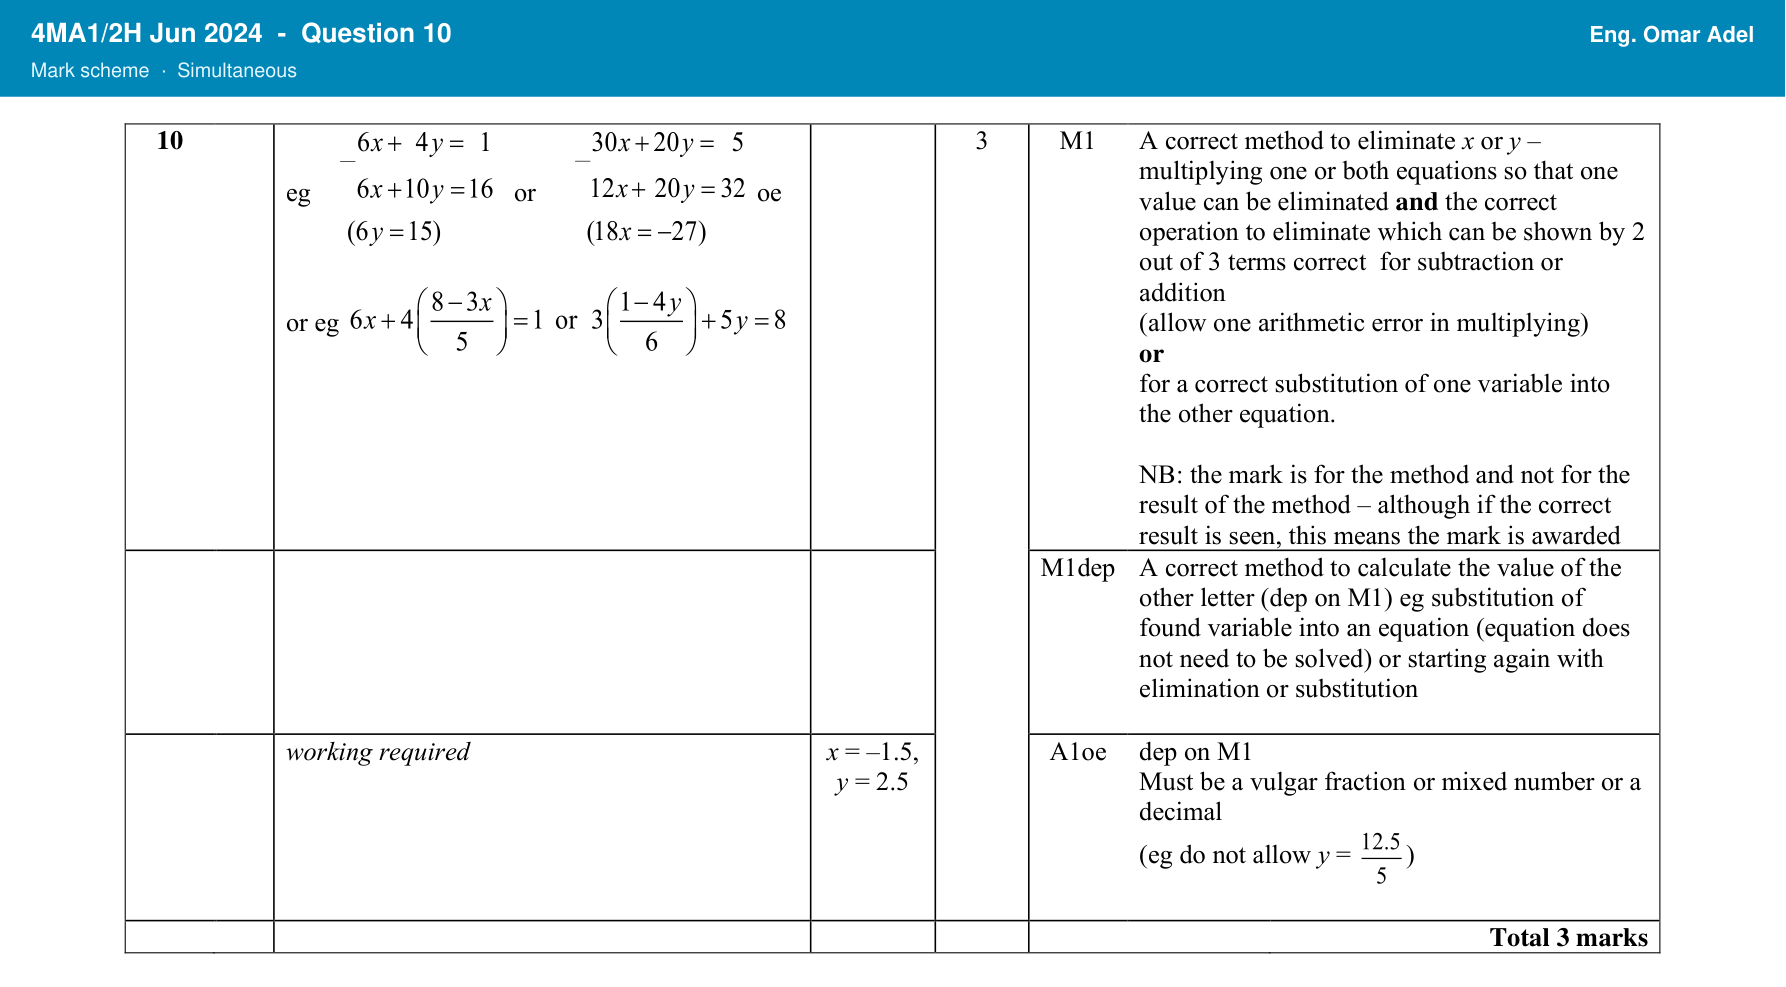 4MA1/2H Jun 2024 - Question 10
Eng. Omar Adel
Mark scheme · Simultaneous
10
eg
6x + 4y = 1
– 6x + 10y = 16
(6y = 15)
or
30x + 20y = 5
– 12x + 20y = 32
(18x = –27)
oe
or eg 6x + 4((8 – 3x)/5) = 1 or 3((1 – 4y)/6) + 5y = 8
3
M1
A correct method to eliminate x or y –
multiplying one or both equations so that one
value can be eliminated and the correct
operation to eliminate which can be shown by 2
out of 3 terms correct for subtraction or
addition
(allow one arithmetic error in multiplying)
or
for a correct substitution of one variable into
the other equation.
NB: the mark is for the method and not for the
result of the method – although if the correct
result is seen, this means the mark is awarded
M1dep
A correct method to calculate the value of the
other letter (dep on M1) eg substitution of
found variable into an equation (equation does
not need to be solved) or starting again with
elimination or substitution
working required
x = –1.5,
y = 2.5
A1oe
dep on M1
Must be a vulgar fraction or mixed number or a
decimal
(eg do not allow y = 12.5/5)
Total 3 marks